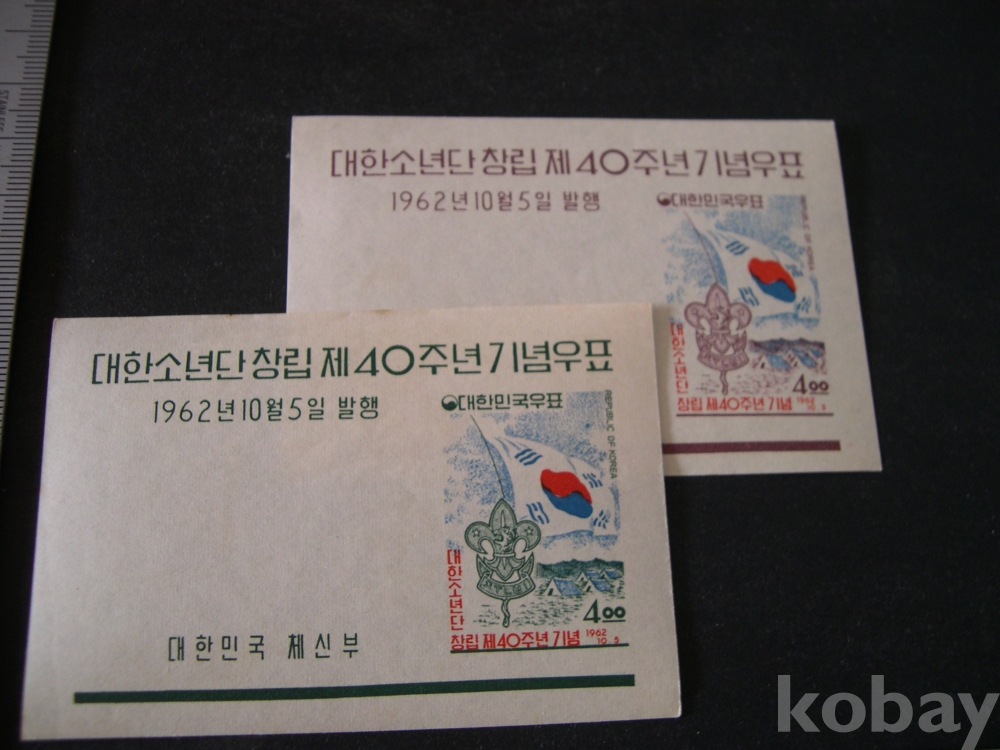 대한소년단 창립 제40주년 기념우표
1962년 10월 5일 발행
대한민국우표
REPUBLIC OF KOREA
대한소년단
4.00
창립 제40주년 기념 1962 10.5
대한소년단 창립 제40주년 기념우표
1962년 10월 5일 발행
대한민국우표
REPUBLIC OF KOREA
대한소년단
4.00
창립 제40주년 기념 1962 10.5
대한민국 체신부
kobay